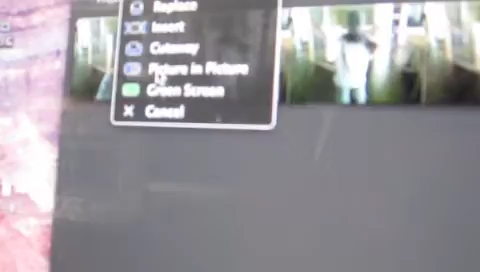 Replace
Insert
Cutaway
Picture in Picture
Green Screen
Cancel